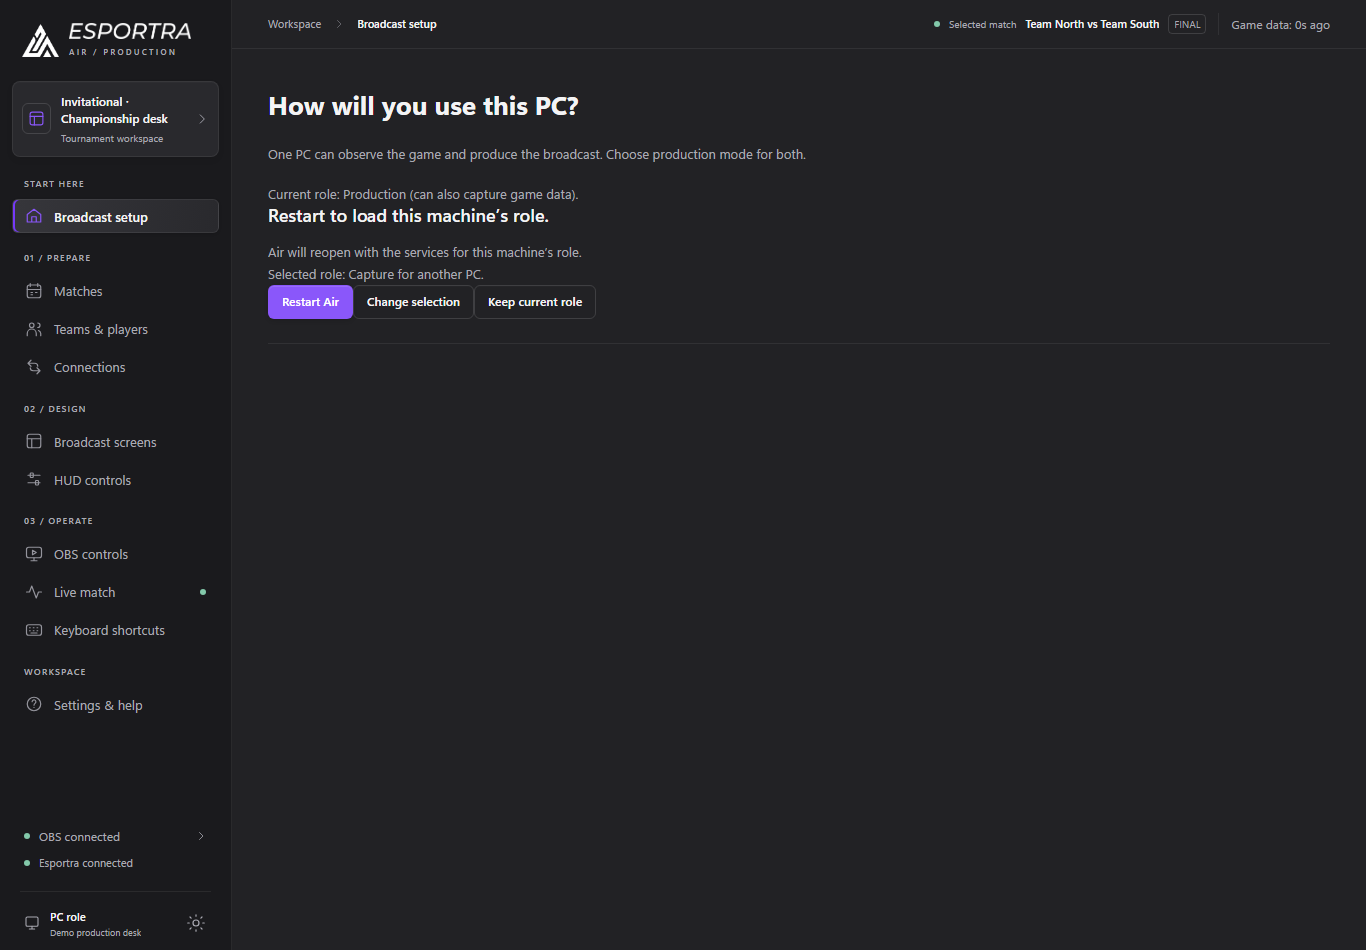 ESPORTRA
AIR / PRODUCTION
Invitational ·
Championship desk
Tournament workspace
START HERE
Broadcast setup
01 / PREPARE
Matches
Teams & players
Connections
02 / DESIGN
Broadcast screens
HUD controls
03 / OPERATE
OBS controls
Live match
Keyboard shortcuts
WORKSPACE
Settings & help
OBS connected
Esportra connected
PC role
Demo production desk
Workspace
Broadcast setup
Selected match Team North vs Team South FINAL
Game data: 0s ago
How will you use this PC?
One PC can observe the game and produce the broadcast. Choose production mode for both.
Current role: Production (can also capture game data).
Restart to load this machine’s role.
Air will reopen with the services for this machine’s role.
Selected role: Capture for another PC.
Restart Air
Change selection
Keep current role